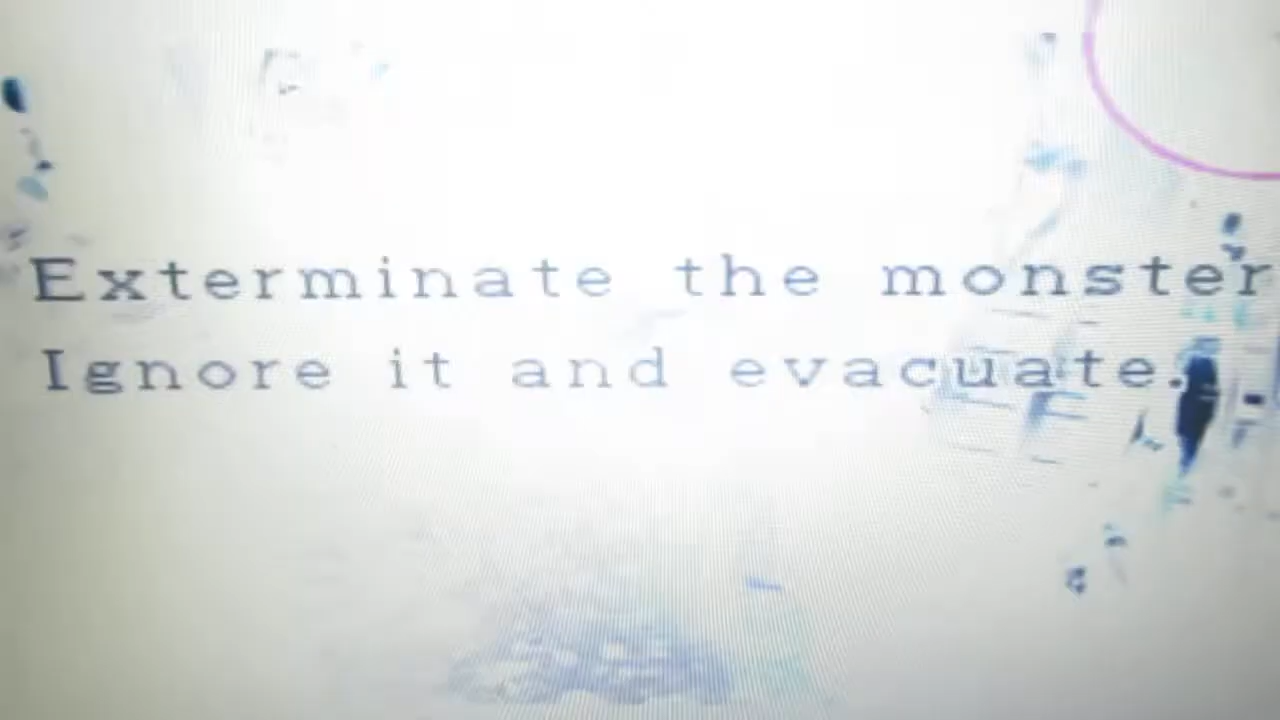 Exterminate the monster
Ignore it and evacuate.